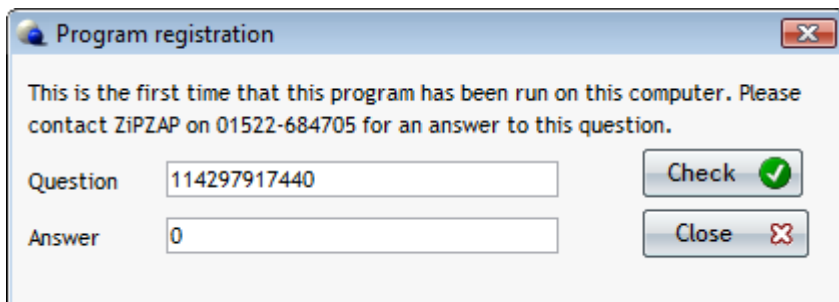 Program registration
This is the first time that this program has been run on this computer. Please
contact ZiPZAP on 01522-684705 for an answer to this question.
Question 114297917440 Check
Answer 0 Close